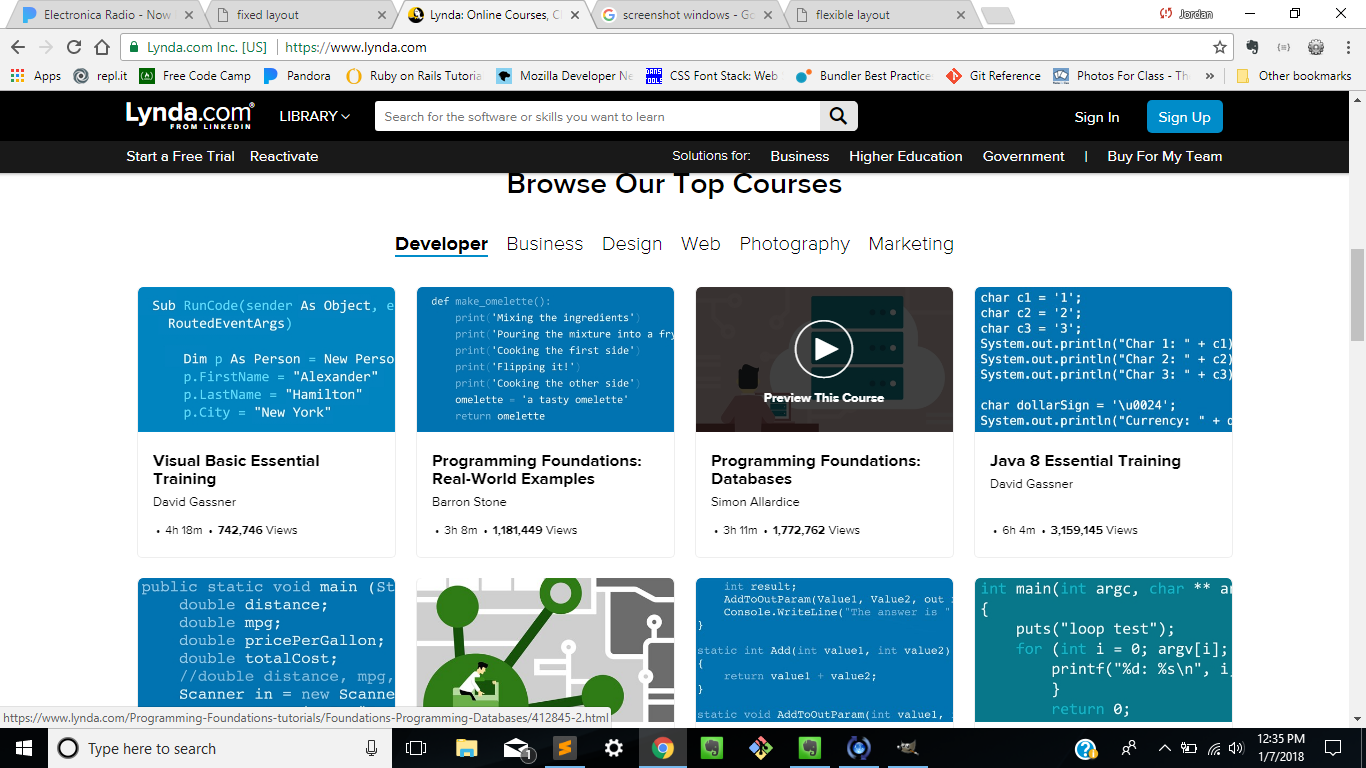 Electronica Radio - Now
fixed layout
Lynda: Online Courses, C
screenshot windows - Go
flexible layout
Jordan
Lynda.com Inc. [US]
https://www.lynda.com
Apps
repl.it
Free Code Camp
Pandora
Ruby on Rails Tutoria
Mozilla Developer Ne
CSS Font Stack: Web
Bundler Best Practice
Git Reference
Photos For Class - Th
»
Other bookmarks
Lynda.com®
FROM LINKEDIN
LIBRARY
Search for the software or skills you want to learn
Sign In
Sign Up
Start a Free Trial
Reactivate
Solutions for:
Business
Higher Education
Government
|
Buy For My Team
Browse Our Top Courses
Developer
Business
Design
Web
Photography
Marketing
Sub RunCode(sender As Object, e
RoutedEventArgs)
Dim p As Person = New Perso
p.FirstName = "Alexander"
p.LastName = "Hamilton"
p.City = "New York"
Visual Basic Essential
Training
David Gassner
• 4h 18m • 742,746 Views
def make_omelette():
print('Mixing the ingredients')
print('Pouring the mixture into a fry
print('Cooking the first side')
print('Flipping it!')
print('Cooking the other side')
omelette = 'a tasty omelette'
return omelette
Programming Foundations:
Real-World Examples
Barron Stone
• 3h 8m • 1,181,449 Views
Preview This Course
Programming Foundations:
Databases
Simon Allardice
• 3h 11m • 1,772,762 Views
char c1 = '1';
char c2 = '2';
char c3 = '3';
System.out.println("Char 1: " + c1)
System.out.println("Char 2: " + c2)
System.out.println("Char 3: " + c3)
char dollarSign = '\u0024';
System.out.println("Currency: " + d
Java 8 Essential Training
David Gassner
• 6h 4m • 3,159,145 Views
public static void main (St
double distance;
double mpg;
double pricePerGallon;
double totalCost;
//double distance, mpg,
Scanner in = new Scanne
int result;
AddToOutParam(Value1, Value2, out
Console.WriteLine("The answer is "
}
static int Add(int value1, int value2)
{
return value1 + value2;
}
static void AddToOutParam(int value1,
int main(int argc, char ** ar
{
puts("loop test");
for (int i = 0; argv[i];
printf("%d: %s\n", i,
}
return 0;
https://www.lynda.com/Programming-Foundations-tutorials/Foundations-Programming-Databases/412845-2.html
Type here to search
1
12:35 PM
1/7/2018